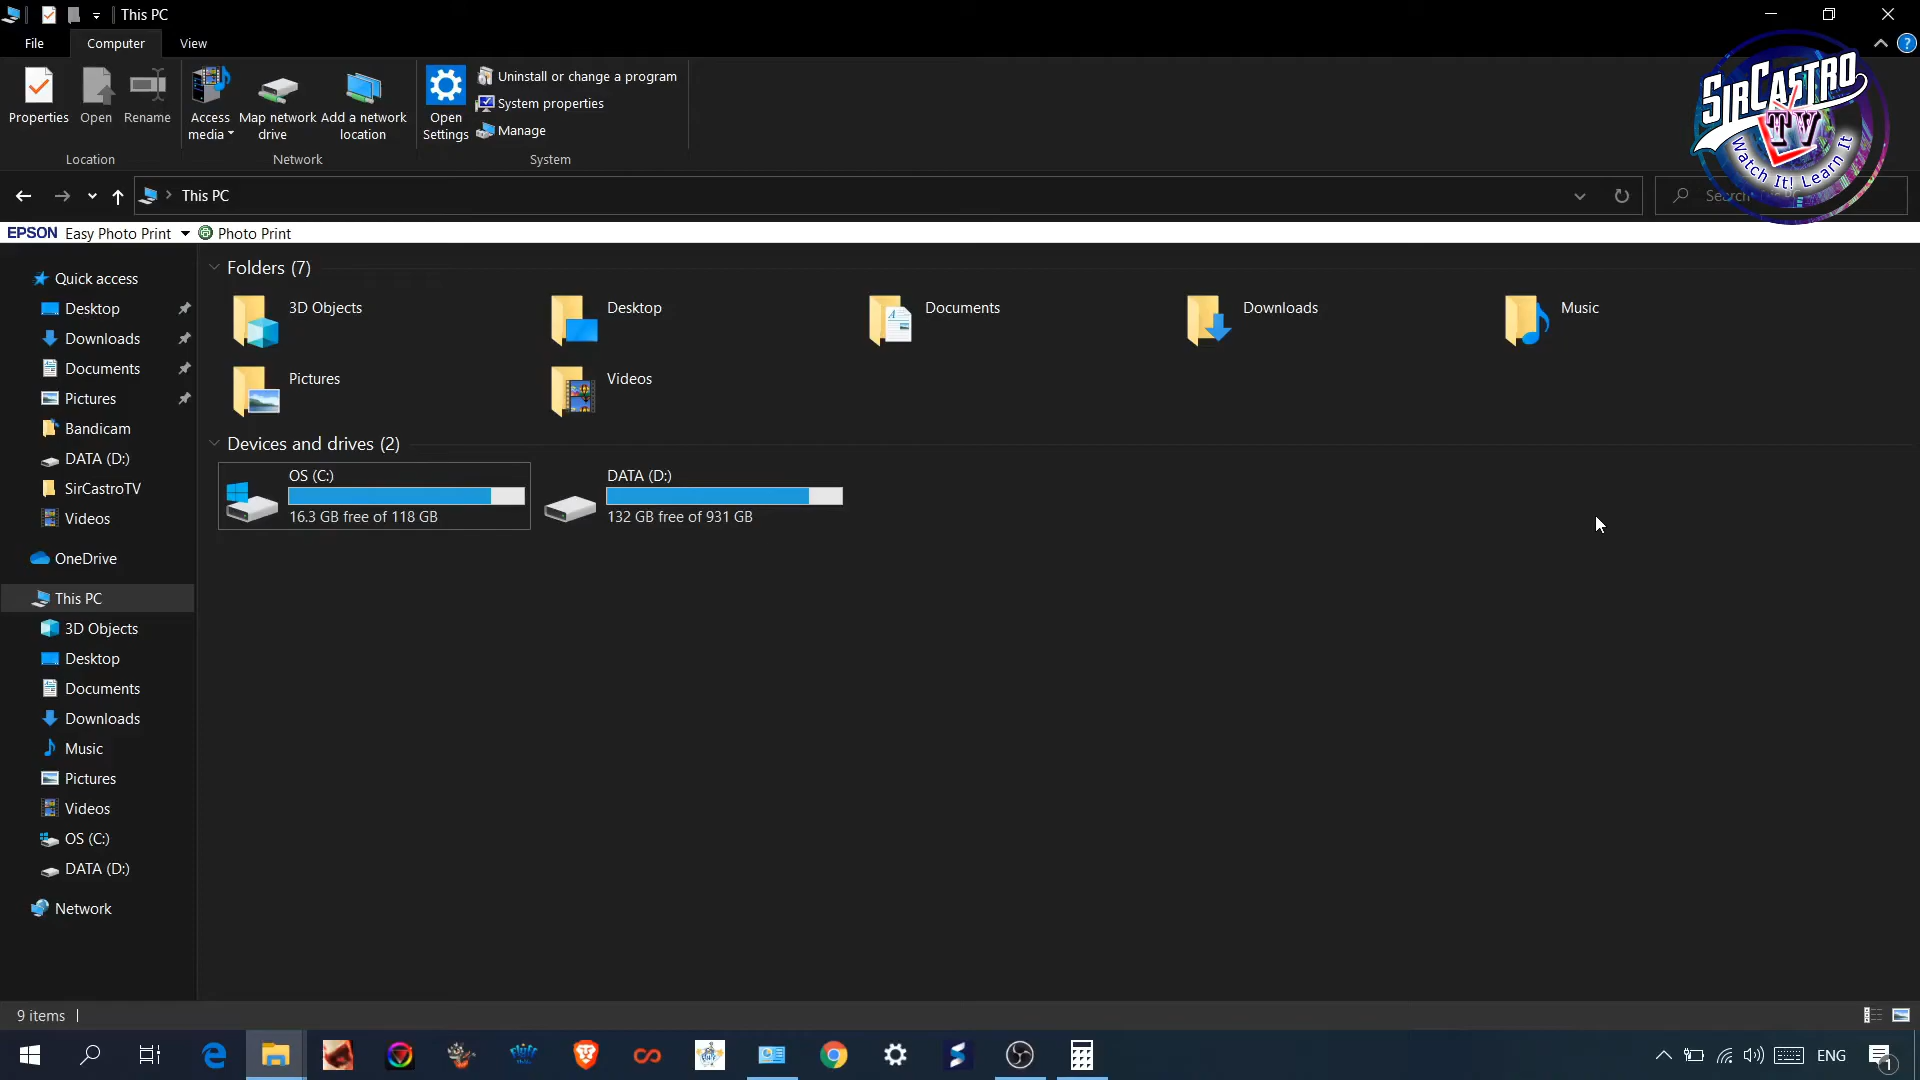 This PC
File
Computer
View
Properties
Open
Rename
Access media
Map network drive
Add a network location
Open Settings
Uninstall or change a program
System properties
Manage
Location
Network
System
SIRCASTRO
TV
Watch It! Learn It
This PC
EPSON Easy Photo Print
Photo Print
Quick access
Desktop
Downloads
Documents
Pictures
Bandicam
DATA (D:)
SirCastroTV
Videos
OneDrive
This PC
3D Objects
Desktop
Documents
Downloads
Music
Pictures
Videos
OS (C:)
DATA (D:)
Network
Folders (7)
3D Objects
Desktop
Documents
Downloads
Music
Pictures
Videos
Devices and drives (2)
OS (C:)
16.3 GB free of 118 GB
DATA (D:)
132 GB free of 931 GB
9 items
ENG
1